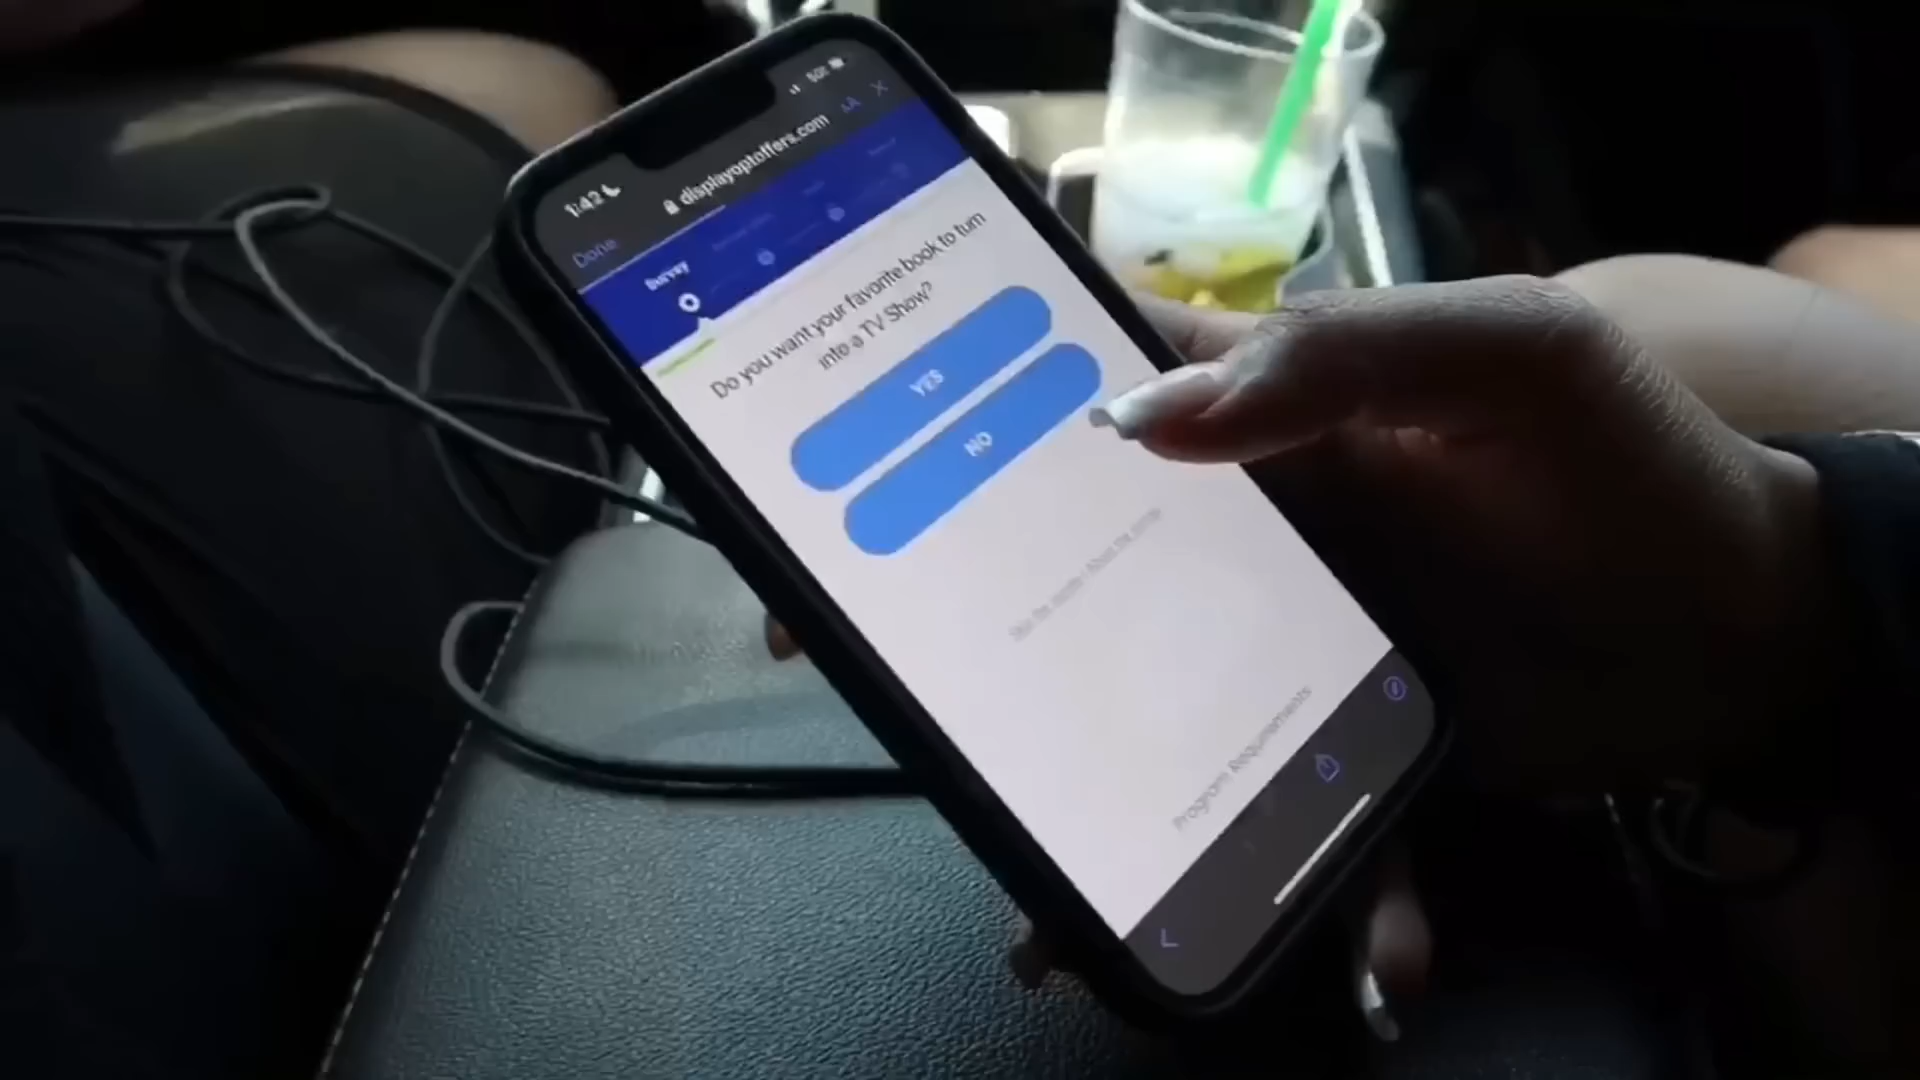 1:42
displayoptoffers.com
AA
Done
Survey
Do you want your favorite book to turn
into a TV Show?
YES
NO
Program Requirements